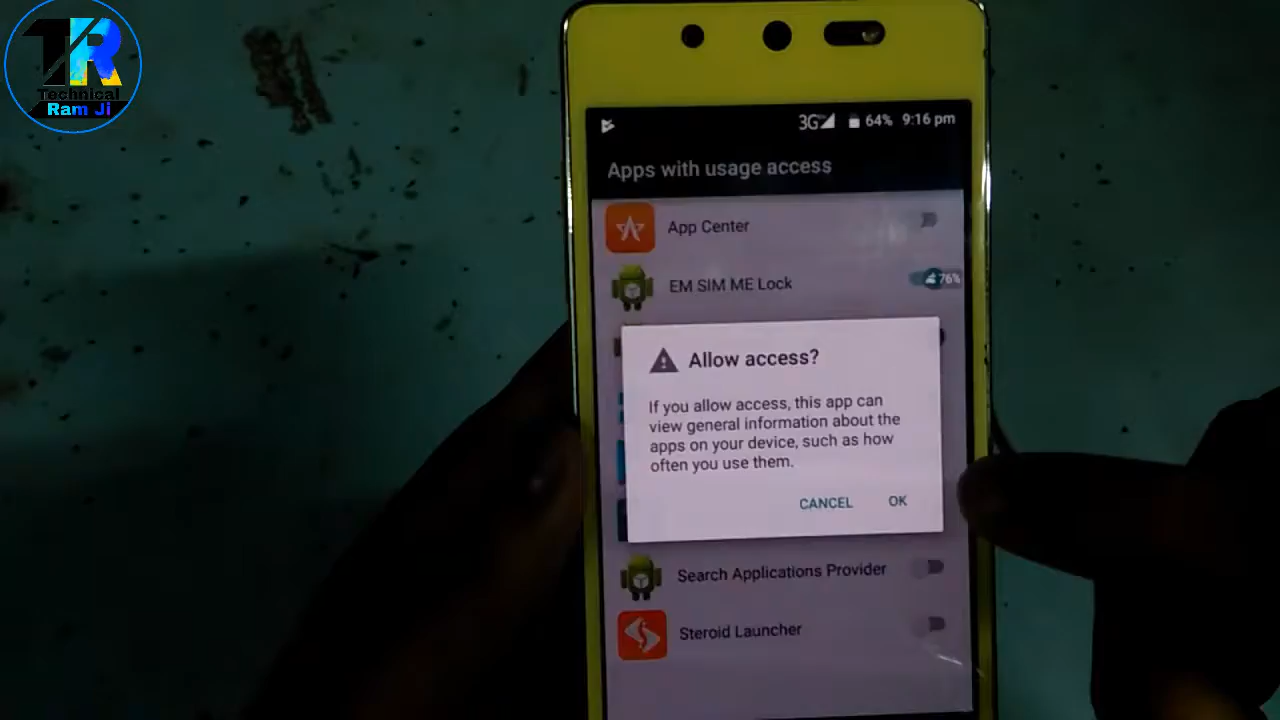 TR
Technical
Ram Ji
3G 64% 9:16 pm
Apps with usage access
App Center
EM SIM ME Lock
76%
Allow access?
If you allow access, this app can
view general information about the
apps on your device, such as how
often you use them.
CANCEL OK
Search Applications Provider
Steroid Launcher